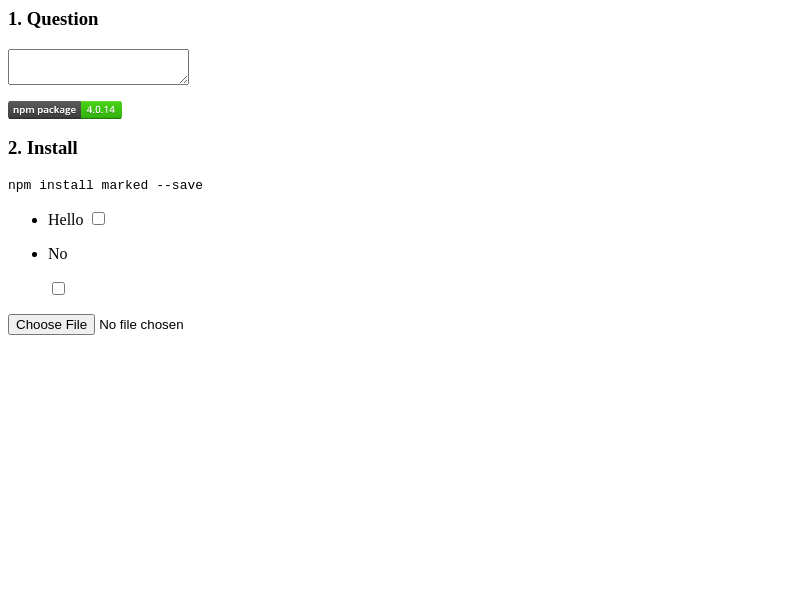 1. Question
npm package 4.0.14
2. Install
npm install marked --save
Hello
No
Choose File No file chosen